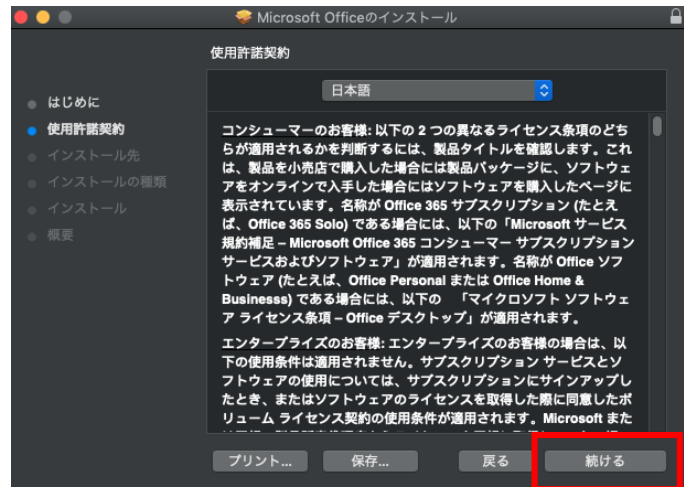 Microsoft Officeのインストール
使用許諾契約
日本語
はじめに
使用許諾契約
インストール先
インストールの種類
インストール
概要
コンシューマーのお客様: 以下の 2 つの異なるライセンス条項のどち
らが適用されるかを判断するには、製品タイトルを確認します。これ
は、製品を小売店で購入した場合には製品パッケージに、ソフトウェ
アをオンラインで入手した場合にはソフトウェアを購入したページに
表示されています。名称が Office 365 サブスクリプション (たとえ
ば、Office 365 Solo) である場合には、以下の「Microsoft サービス
規約補足 – Microsoft Office 365 コンシューマー サブスクリプション
サービスおよびソフトウェア」が適用されます。名称が Office ソフ
トウェア (たとえば、Office Personal または Office Home &
Businesss) である場合には、以下の 「マイクロソフト ソフトウェ
ア ライセンス条項 – Office デスクトップ」が適用されます。
エンタープライズのお客様: エンタープライズのお客様の場合は、以
下の使用条件は適用されません。サブスクリプション サービスとソ
フトウェアの使用については、サブスクリプションにサインアップし
たとき、またはソフトウェアのライセンスを取得した際に同意したボ
リューム ライセンス契約の使用条件が適用されます。Microsoft また
プリント... 保存... 戻る 続ける